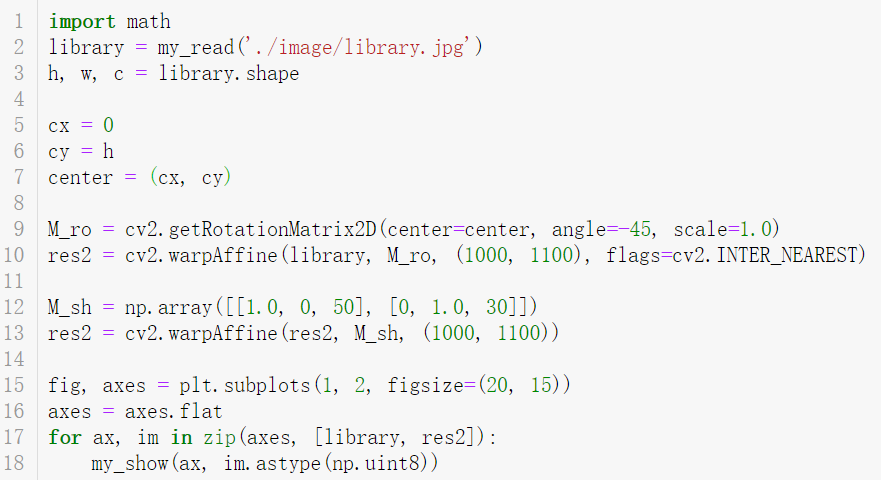 1 import math
2 library = my_read('./image/library.jpg')
3 h, w, c = library.shape
4
5 cx = 0
6 cy = h
7 center = (cx, cy)
8
9 M_ro = cv2.getRotationMatrix2D(center=center, angle=-45, scale=1.0)
10 res2 = cv2.warpAffine(library, M_ro, (1000, 1100), flags=cv2.INTER_NEAREST)
11
12 M_sh = np.array([[1.0, 0, 50], [0, 1.0, 30]])
13 res2 = cv2.warpAffine(res2, M_sh, (1000, 1100))
14
15 fig, axes = plt.subplots(1, 2, figsize=(20, 15))
16 axes = axes.flat
17 for ax, im in zip(axes, [library, res2]):
18     my_show(ax, im.astype(np.uint8))